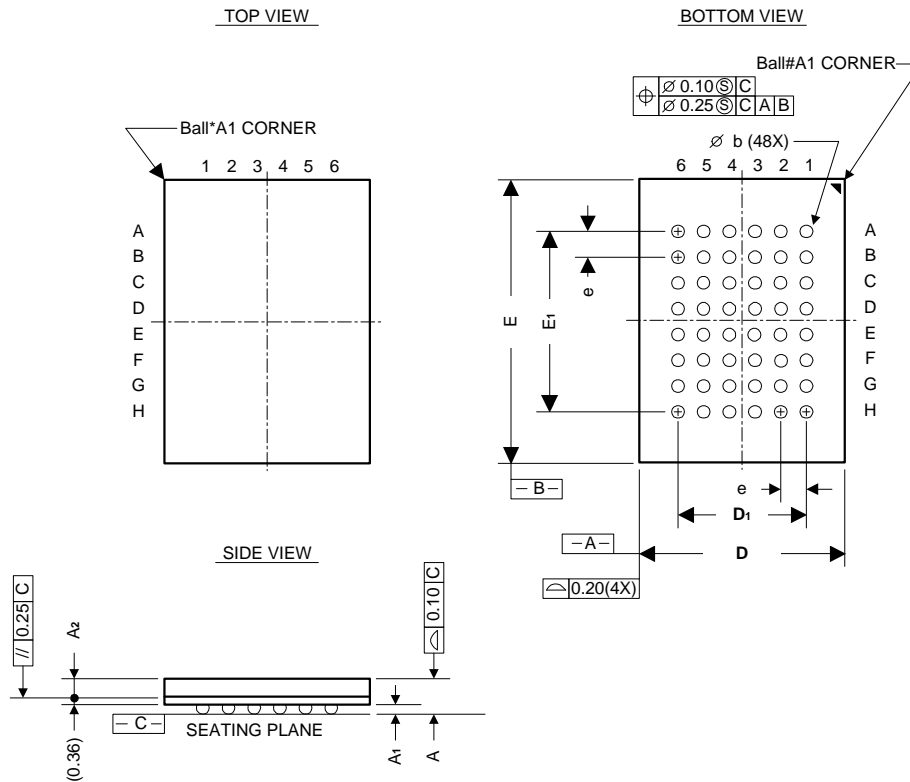 TOP VIEW
Ball*A1 CORNER
1 2 3 4 5 6
A
B
C
D
E
F
G
H
BOTTOM VIEW
Ball#A1 CORNER
⌀ 0.10 Ⓢ C
⌀ 0.25 Ⓢ C A B
⌀ b (48X)
6 5 4 3 2 1
A
B
C
D
E
F
G
H
e
E1
E
– B –
e
D1
– A –
D
0.20(4X)
SIDE VIEW
// 0.25 C
A2
(0.36)
0.10 C
– C –
SEATING PLANE
A1
A